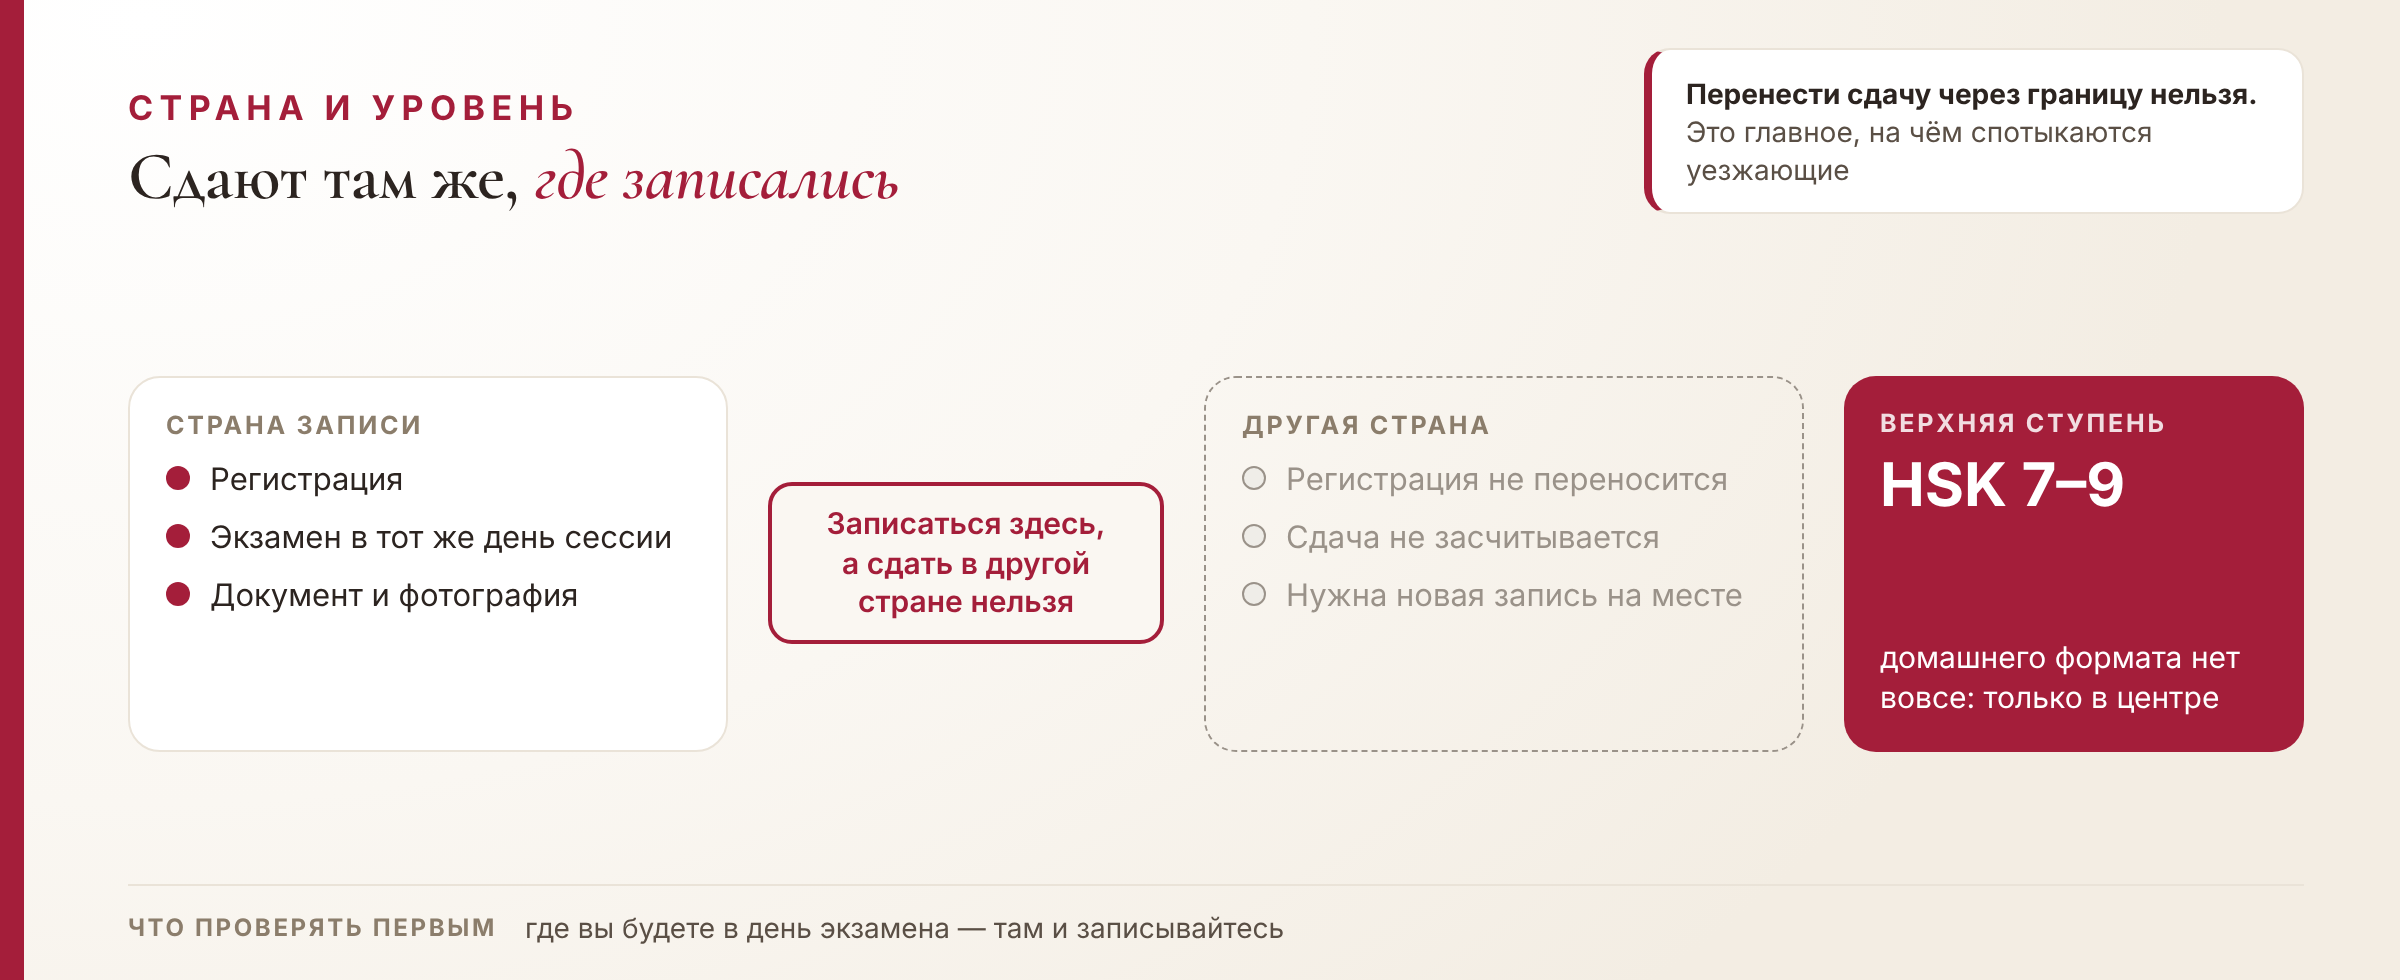 СТРАНА И УРОВЕНЬ
Сдают там же, где записались
Перенести сдачу через границу нельзя.
Это главное, на чём спотыкаются
уезжающие
СТРАНА ЗАПИСИ
Регистрация
Экзамен в тот же день сессии
Документ и фотография
Записаться здесь,
а сдать в другой
стране нельзя
ДРУГАЯ СТРАНА
Регистрация не переносится
Сдача не засчитывается
Нужна новая запись на месте
ВЕРХНЯЯ СТУПЕНЬ
HSK 7–9
домашнего формата нет
вовсе: только в центре
ЧТО ПРОВЕРЯТЬ ПЕРВЫМ где вы будете в день экзамена — там и записывайтесь